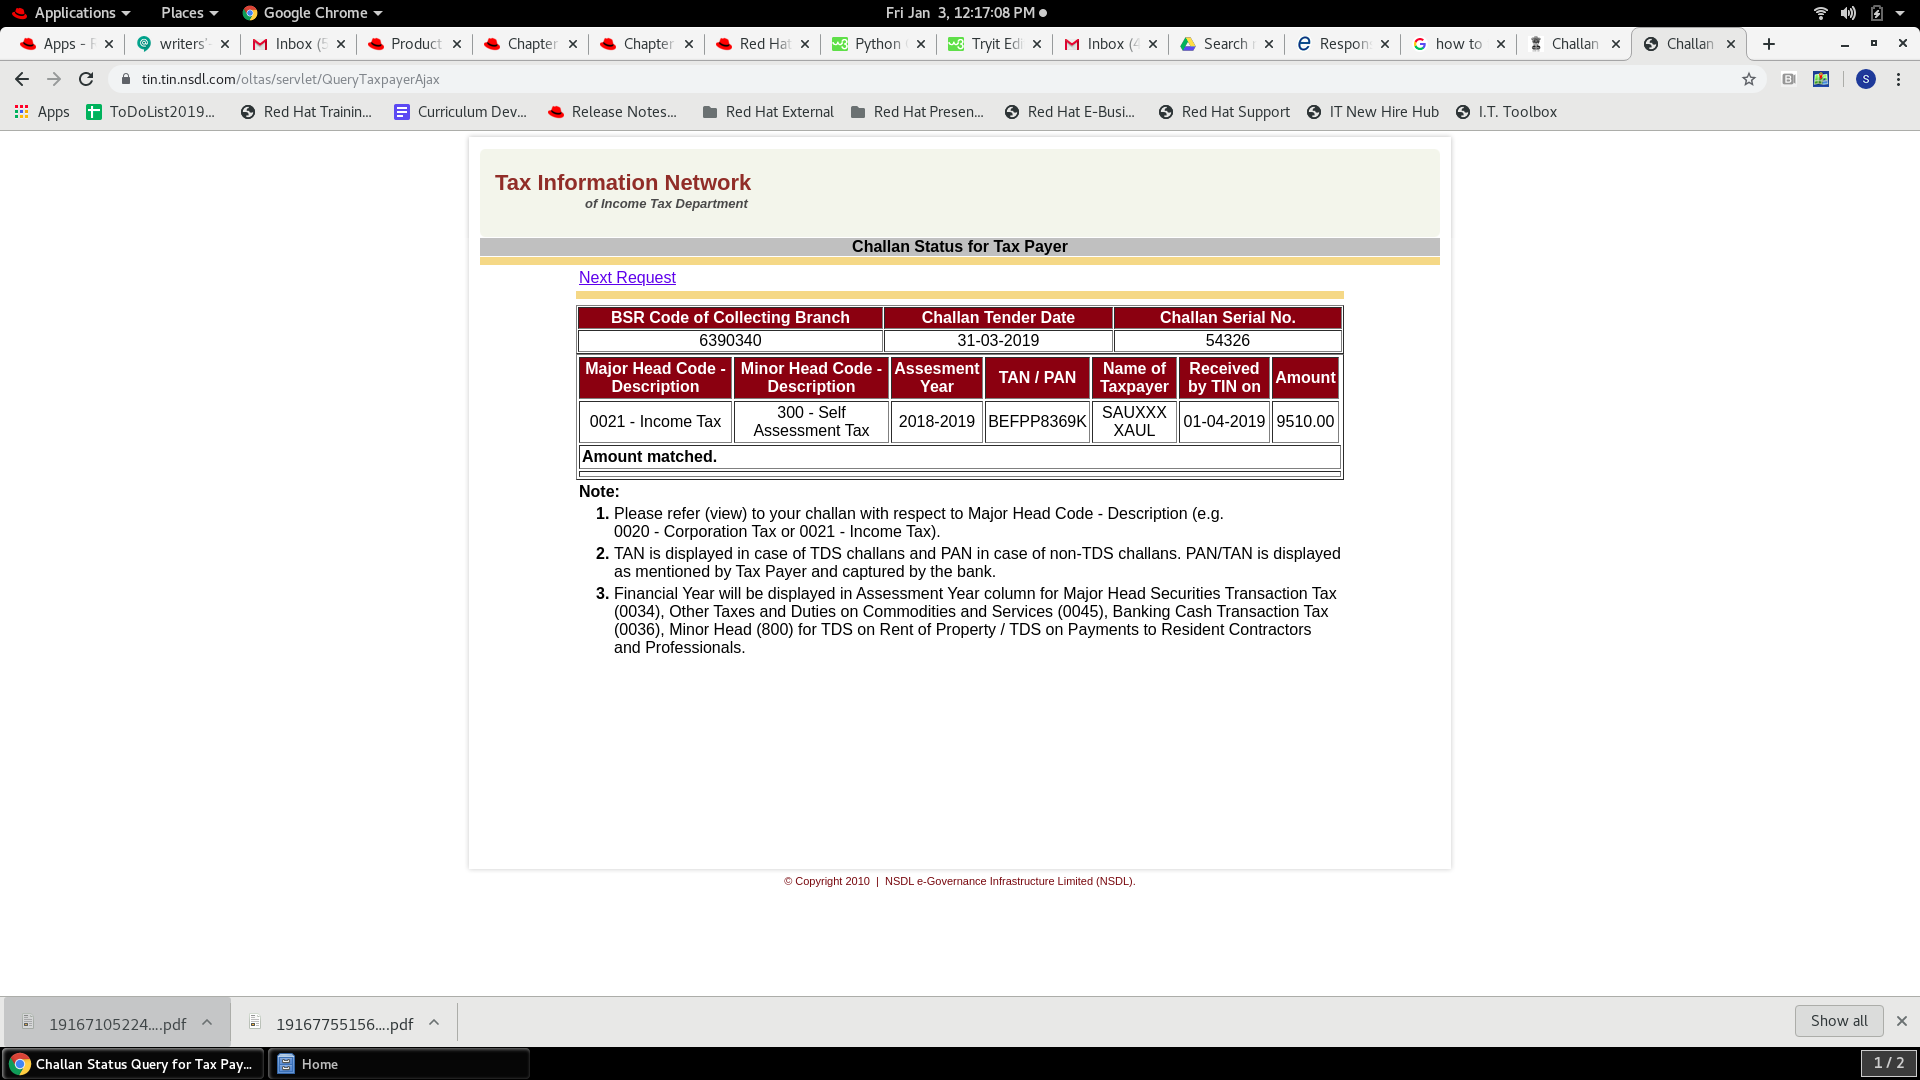 Applications Places Google Chrome Fri Jan 3, 12:17:08 PM
Apps - R writers'- Inbox (5 Product Chapter Chapter Red Hat Python Tryit Edi Inbox (4 Search Respons how to Challan Challan
tin.tin.nsdl.com/oltas/servlet/QueryTaxpayerAjax S
Apps ToDoList2019... Red Hat Trainin... Curriculum Dev... Release Notes... Red Hat External Red Hat Presen... Red Hat E-Busi... Red Hat Support IT New Hire Hub I.T. Toolbox
Tax Information Network
of Income Tax Department
Challan Status for Tax Payer
Next Request
BSR Code of Collecting Branch Challan Tender Date Challan Serial No.
6390340 31-03-2019 54326
Major Head Code - Minor Head Code - Assesment TAN / PAN Name of Received Amount
Description Description Year Taxpayer by TIN on
0021 - Income Tax 300 - Self 2018-2019 BEFPP8369K SAUXXX 01-04-2019 9510.00
Assessment Tax XAUL
Amount matched.
Note:
1. Please refer (view) to your challan with respect to Major Head Code - Description (e.g.
0020 - Corporation Tax or 0021 - Income Tax).
2. TAN is displayed in case of TDS challans and PAN in case of non-TDS challans. PAN/TAN is displayed
as mentioned by Tax Payer and captured by the bank.
3. Financial Year will be displayed in Assessment Year column for Major Head Securities Transaction Tax
(0034), Other Taxes and Duties on Commodities and Services (0045), Banking Cash Transaction Tax
(0036), Minor Head (800) for TDS on Rent of Property / TDS on Payments to Resident Contractors
and Professionals.
© Copyright 2010 | NSDL e-Governance Infrastructure Limited (NSDL).
19167105224....pdf 19167755156....pdf Show all
Challan Status Query for Tax Pay... Home 1 / 2